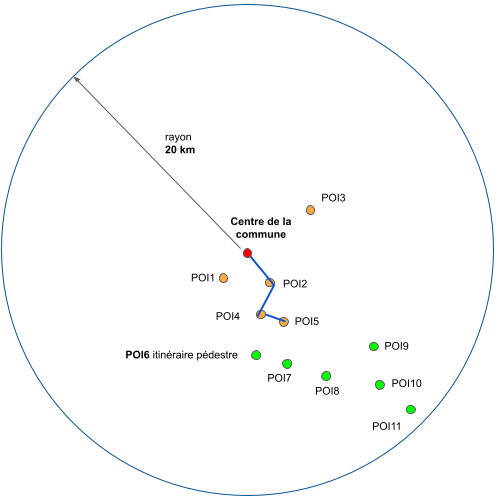 rayon
20 km
POI3
Centre de la
commune
POI1
POI2
POI4
POI5
POI6 itinéraire pédestre
POI9
POI7
POI8
POI10
POI11